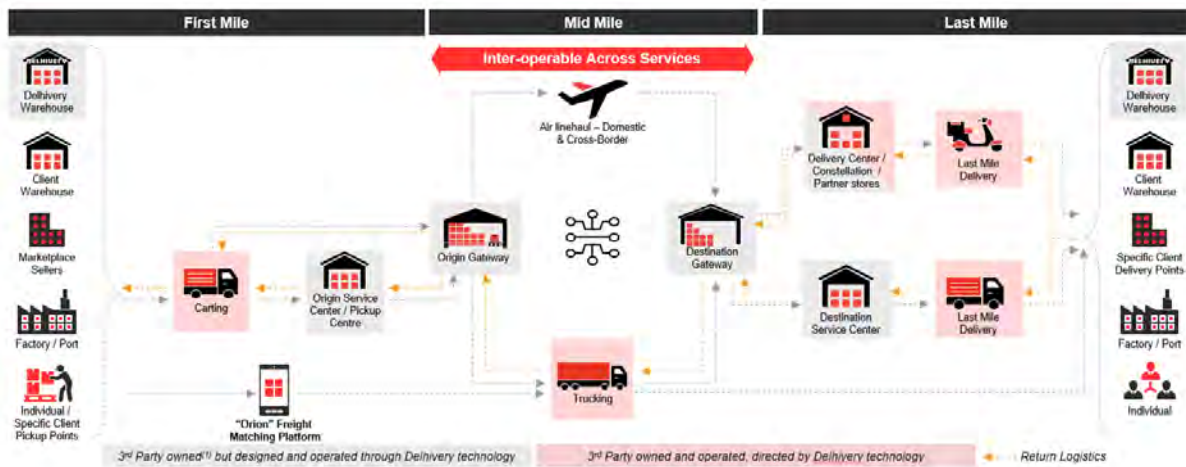 First Mile
Mid Mile
Last Mile
Inter-operable Across Services
DELHIVERY
Delhivery
Warehouse
Client
Warehouse
Marketplace
Sellers
Factory / Port
Individual /
Specific Client
Pickup Points
Carting
Origin Service
Center / Pickup
Centre
"Orion" Freight
Matching Platform
Origin Gateway
Air linehaul – Domestic
& Cross-Border
Trucking
Destination
Gateway
Delivery Center /
Constellation /
Partner stores
Last Mile
Delivery
Destination
Service Center
Last Mile
Delivery
DELHIVERY
Delhivery
Warehouse
Client
Warehouse
Specific Client
Delivery Points
Factory / Port
Individual
3rd Party owned(1) but designed and operated through Delhivery technology
3rd Party owned and operated, directed by Delhivery technology
Return Logistics